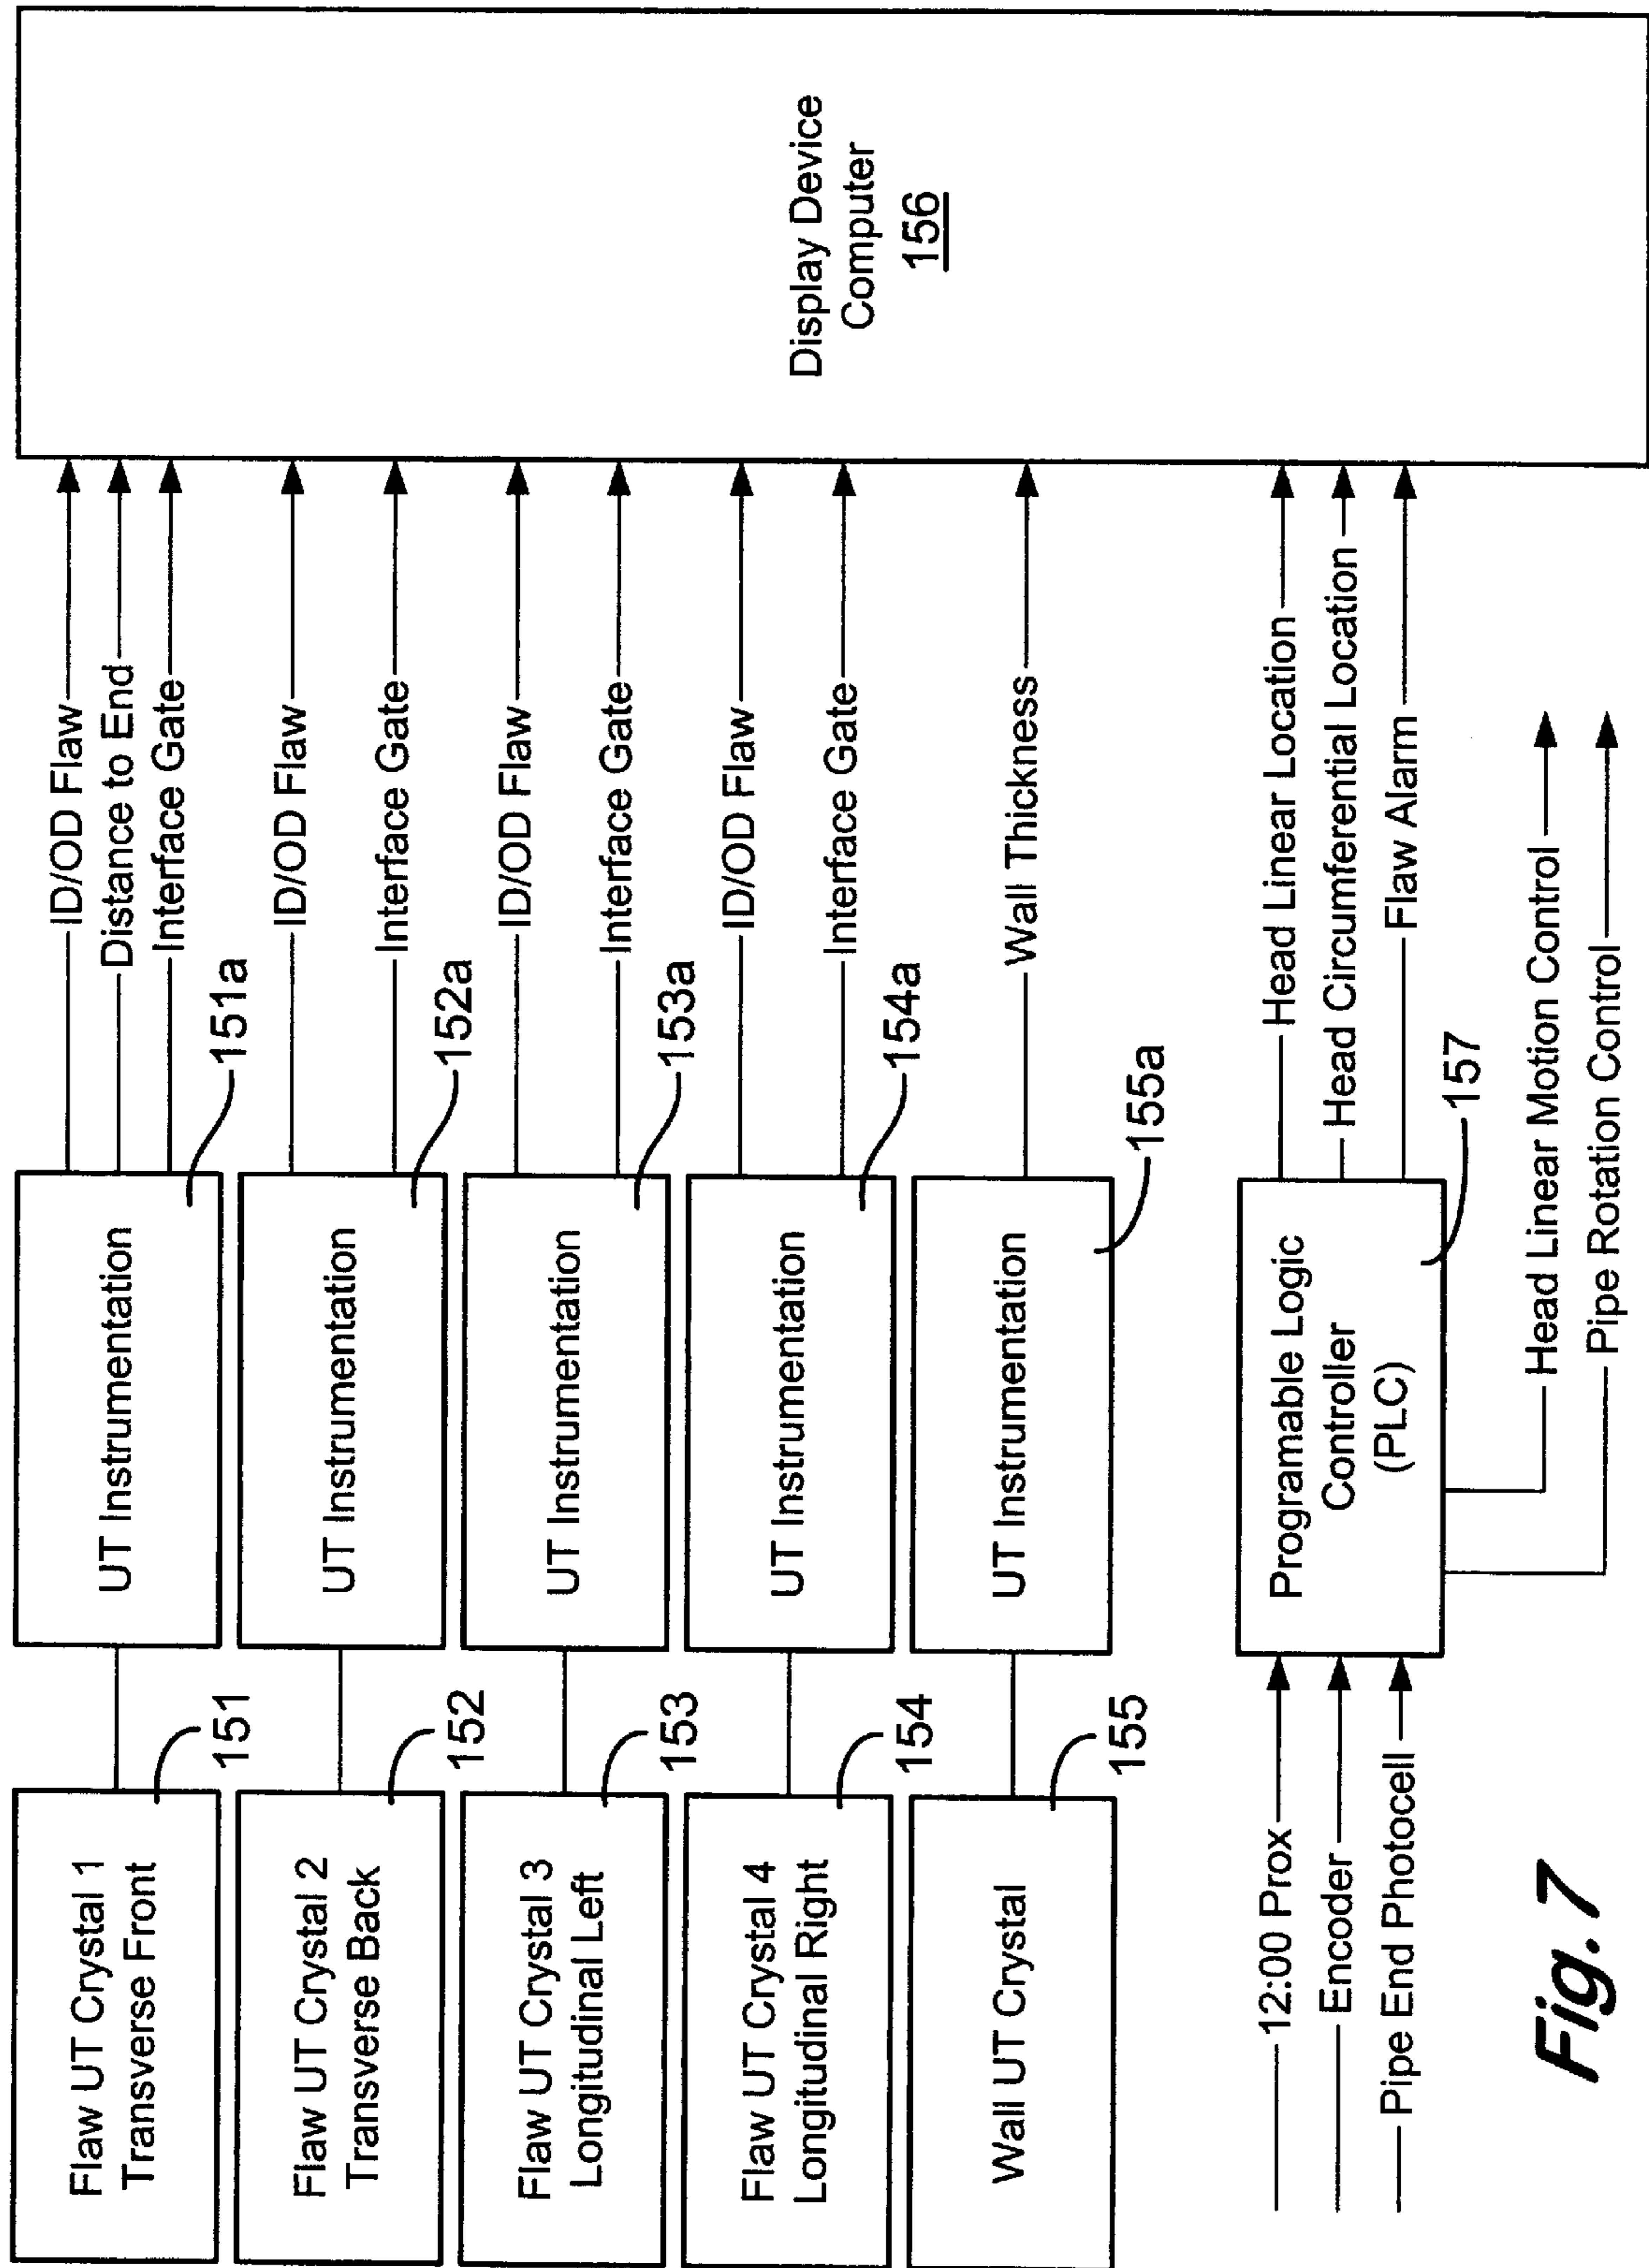 Flaw UT Crystal 1
Transverse Front
151
UT Instrumentation
151a
ID/OD Flaw
Distance to End
Interface Gate
Flaw UT Crystal 2
Transverse Back
152
UT Instrumentation
152a
ID/OD Flaw
Interface Gate
Flaw UT Crystal 3
Longitudinal Left
153
UT Instrumentation
153a
ID/OD Flaw
Interface Gate
Flaw UT Crystal 4
Longitudinal Right
154
UT Instrumentation
154a
ID/OD Flaw
Interface Gate
Wall UT Crystal
155
UT Instrumentation
155a
Wall Thickness
Display Device
Computer
156
12:00 Prox
Encoder
Pipe End Photocell
Programable Logic
Controller
(PLC)
157
Head Linear Location
Head Circumferential Location
Flaw Alarm
Head Linear Motion Control
Pipe Rotation Control
Fig. 7